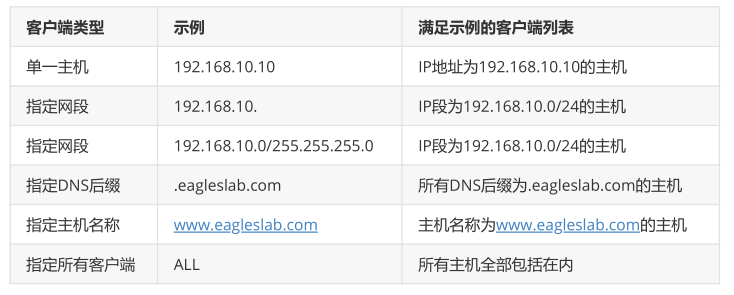 客户端类型 示例 满足示例的客户端列表
单一主机 192.168.10.10 IP地址为192.168.10.10的主机
指定网段 192.168.10. IP段为192.168.10.0/24的主机
指定网段 192.168.10.0/255.255.255.0 IP段为192.168.10.0/24的主机
指定DNS后缀 .eagleslab.com 所有DNS后缀为.eagleslab.com的主机
指定主机名称 www.eagleslab.com 主机名称为www.eagleslab.com的主机
指定所有客户端 ALL 所有主机全部包括在内